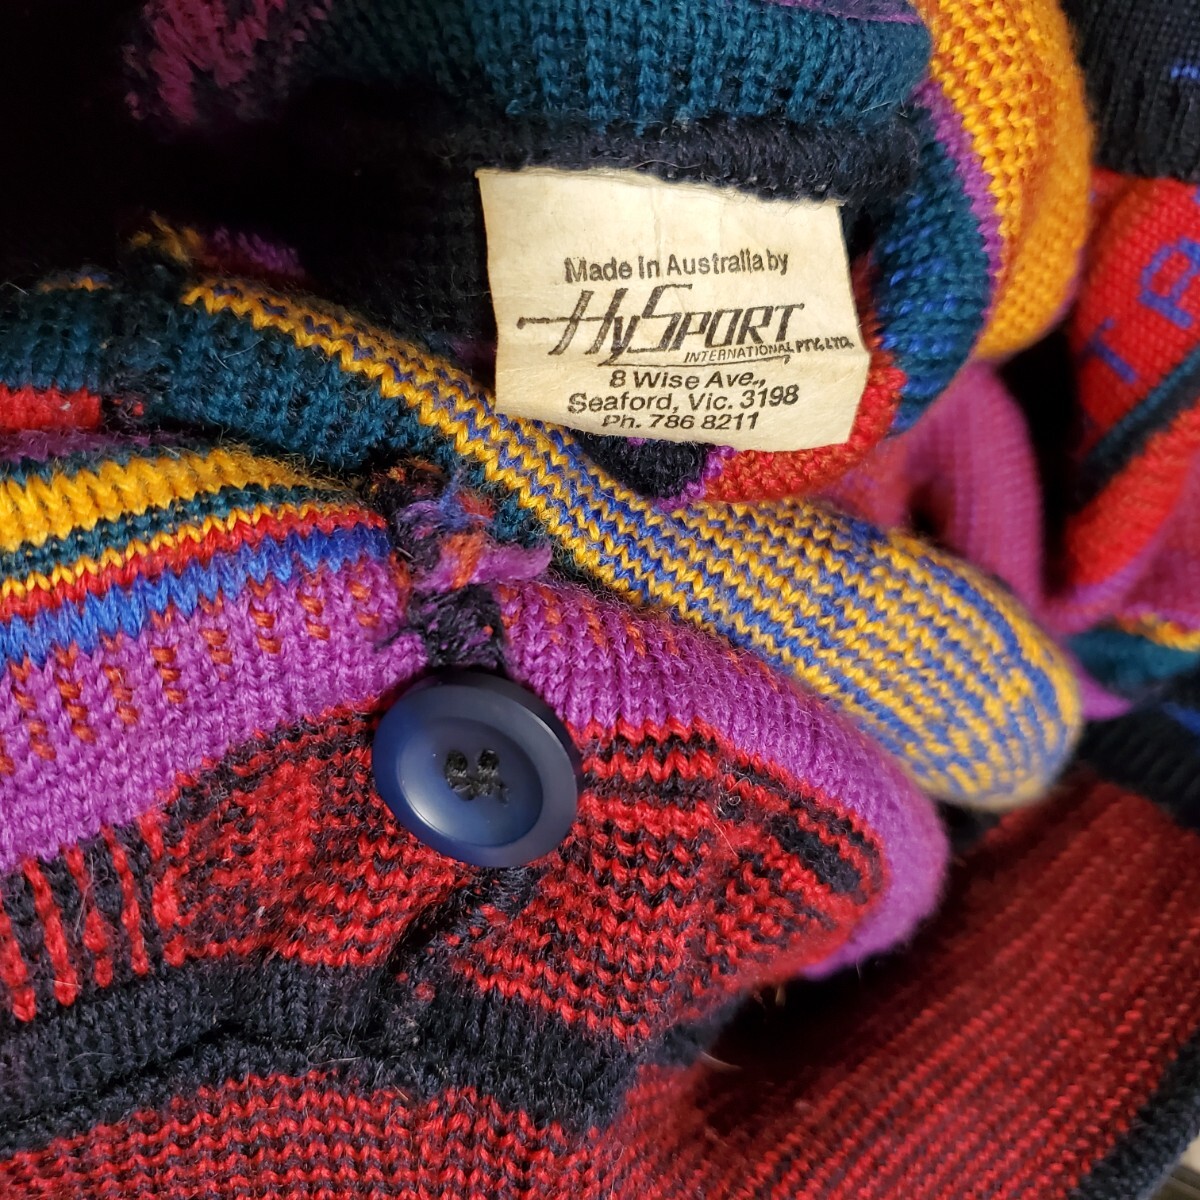 Made In Australia by
HySPORT
INTERNATIONAL PTY. LTD.
8 Wise Ave.,
Seaford, Vic. 3198
Ph. 786 8211